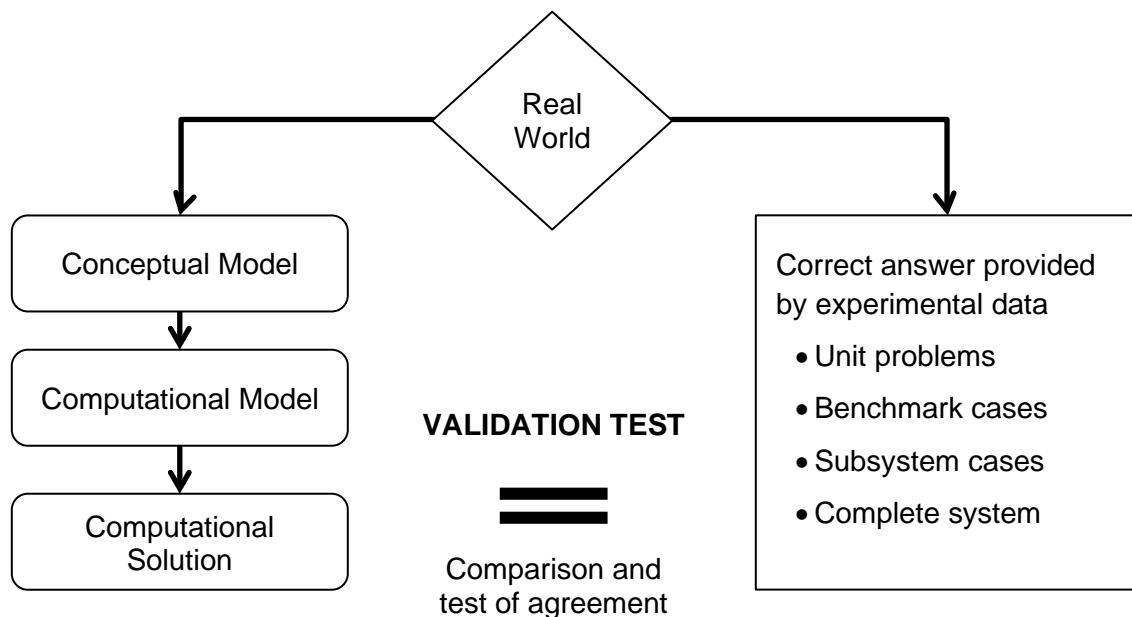 Real
World
Conceptual Model
Computational Model
Computational
Solution
VALIDATION TEST
Comparison and
test of agreement
Correct answer provided
by experimental data
• Unit problems
• Benchmark cases
• Subsystem cases
• Complete system